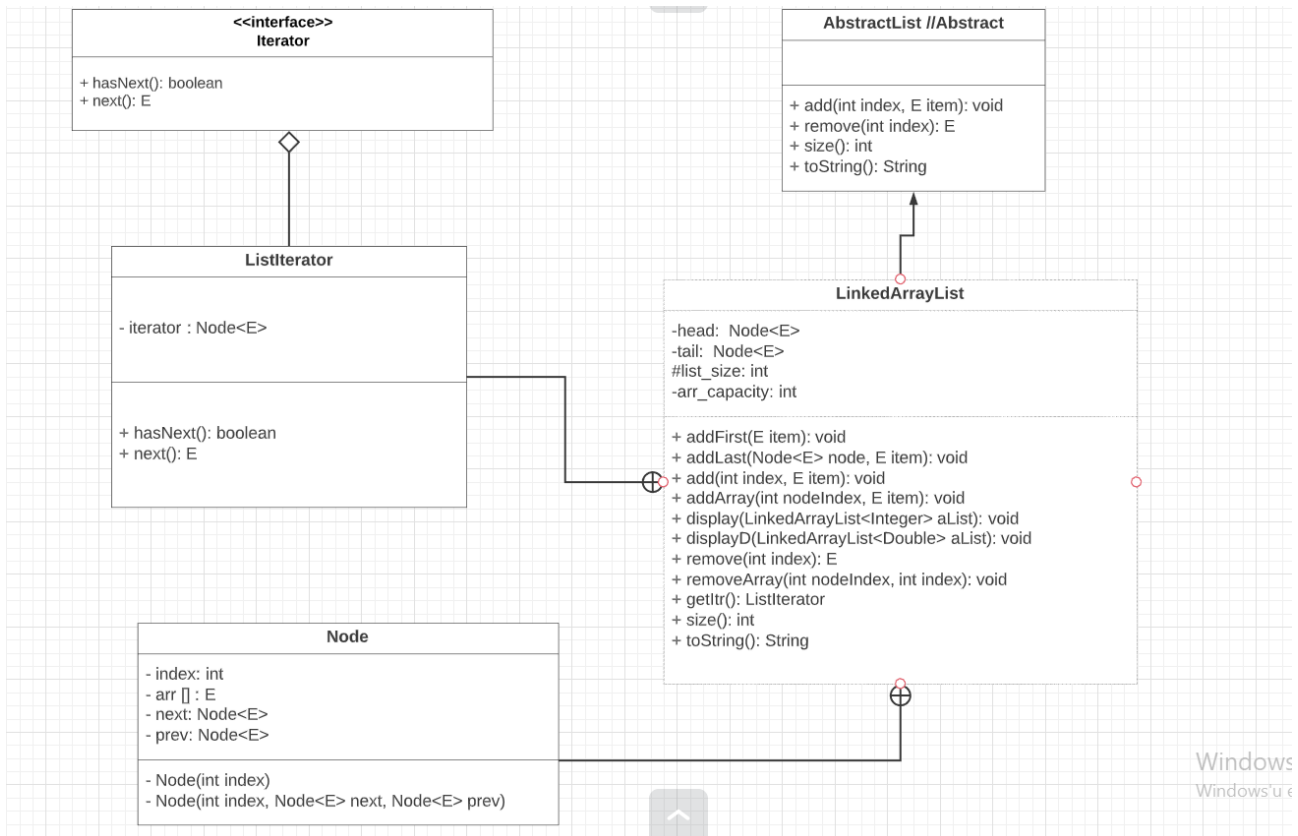 <<interface>>
Iterator
+ hasNext(): boolean
+ next(): E
AbstractList //Abstract
+ add(int index, E item): void
+ remove(int index): E
+ size(): int
+ toString(): String
ListIterator
- iterator : Node<E>
+ hasNext(): boolean
+ next(): E
LinkedArrayList
-head: Node<E>
-tail: Node<E>
#list_size: int
-arr_capacity: int
+ addFirst(E item): void
+ addLast(Node<E> node, E item): void
+ add(int index, E item): void
+ addArray(int nodeIndex, E item): void
+ display(LinkedArrayList<Integer> aList): void
+ displayD(LinkedArrayList<Double> aList): void
+ remove(int index): E
+ removeArray(int nodeIndex, int index): void
+ getItr(): ListIterator
+ size(): int
+ toString(): String
Node
- index: int
- arr [] : E
- next: Node<E>
- prev: Node<E>
- Node(int index)
- Node(int index, Node<E> next, Node<E> prev)
Windows
Windows'u